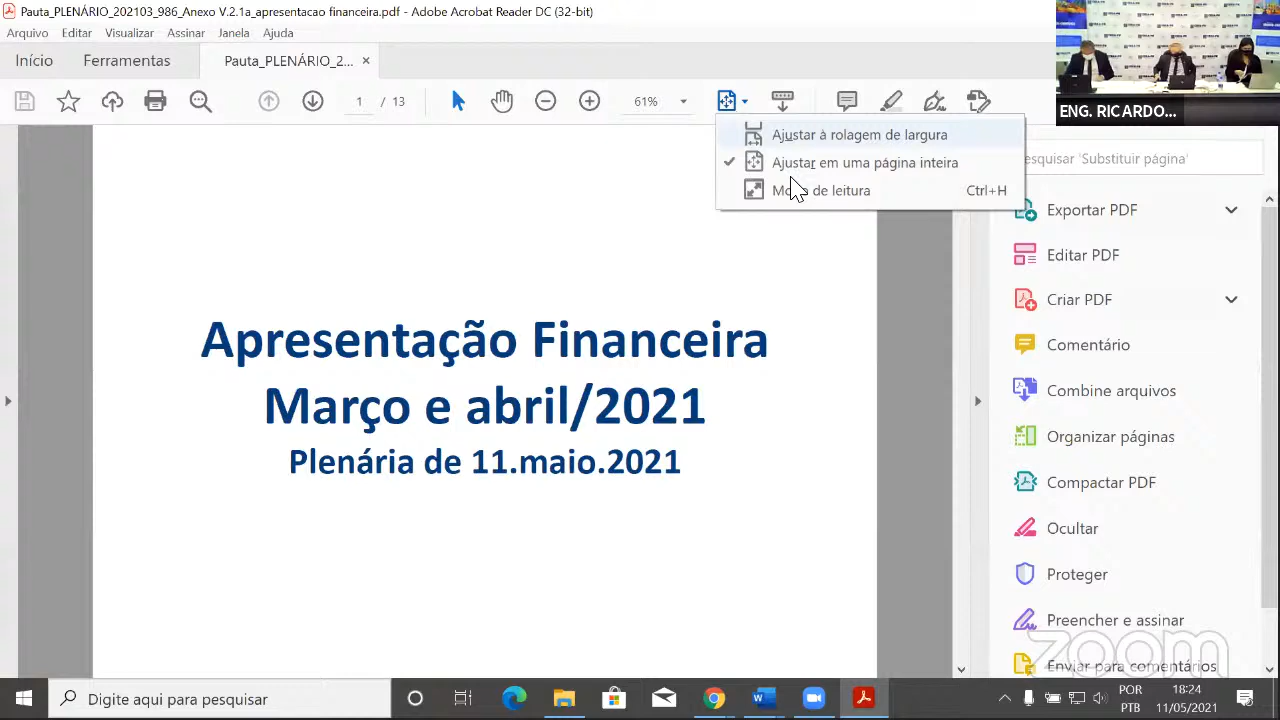 Pauta_PLENÁRIO_202103_986_Anexo V.2.1a_apresentacao financeira.pdf - Adobe Acrobat Reader DC (32-bit)
Arquivo Editar Visualizar Assinar Janela Ajuda
Início Ferramentas Pauta_PLENÁRIO_2... ×
1 / 13 61%
ENG. RICARDO...
Ajustar à rolagem de largura
Ajustar em uma página inteira
de leitura Ctrl+H
esquisar 'Substituir página'
Exportar PDF
Editar PDF
Criar PDF
Comentário
Combine arquivos
Organizar páginas
Compactar PDF
Ocultar
Proteger
Preencher e assinar
Enviar para comentários
zoom
Apresentação Financeira
Março e abril/2021
Plenária de 11.maio.2021
Digite aqui para pesquisar
POR
PTB
18:24
11/05/2021